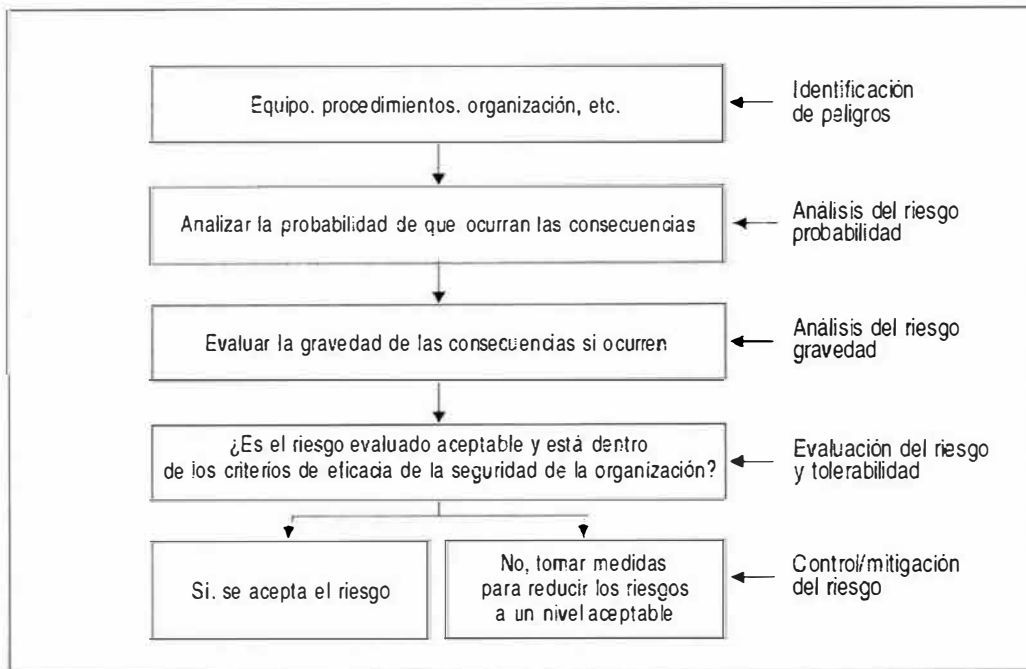 Equipo. procedimientos. organización, etc.
Identificación
de peligros
Analizar la probabilidad de que ocurran las consecuencias
Análisis del riesgo
probabilidad
Evaluar la gravedad de las consecuencias si ocurren
Análisis del riesgo
gravedad
¿Es el riesgo evaluado aceptable y está dentro
de los criterios de eficacia de la seguridad de la organización?
Evaluación del riesgo
y tolerabilidad
Si. se acepta el riesgo
No, tomar medidas
para reducir los riesgos
a un nivel aceptable
Control/mitigación
del riesgo